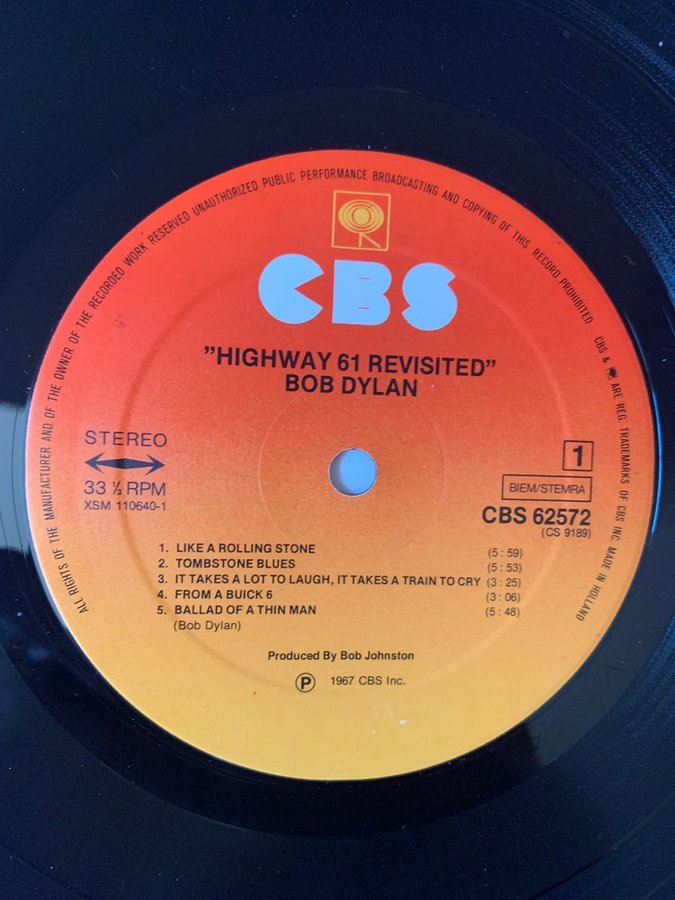 ALL RIGHTS OF THE MANUFACTURER AND OF THE OWNER OF THE RECORDED WORK RESERVED UNAUTHORIZED PUBLIC PERFORMANCE BROADCASTING AND COPYING OF THIS RECORD PROHIBITED CBS & ARE REG. TRADEMARKS OF CBS INC MADE IN HOLLAND
CBS
"HIGHWAY 61 REVISITED"
BOB DYLAN
STEREO
33 ⅓ RPM
XSM 110640-1
1
BIEM/STEMRA
CBS 62572
(CS 9189)
1. LIKE A ROLLING STONE (5:59)
2. TOMBSTONE BLUES (5:53)
3. IT TAKES A LOT TO LAUGH, IT TAKES A TRAIN TO CRY (3:25)
4. FROM A BUICK 6 (3:06)
5. BALLAD OF A THIN MAN (5:48)
(Bob Dylan)
Produced By Bob Johnston
Ⓟ 1967 CBS Inc.